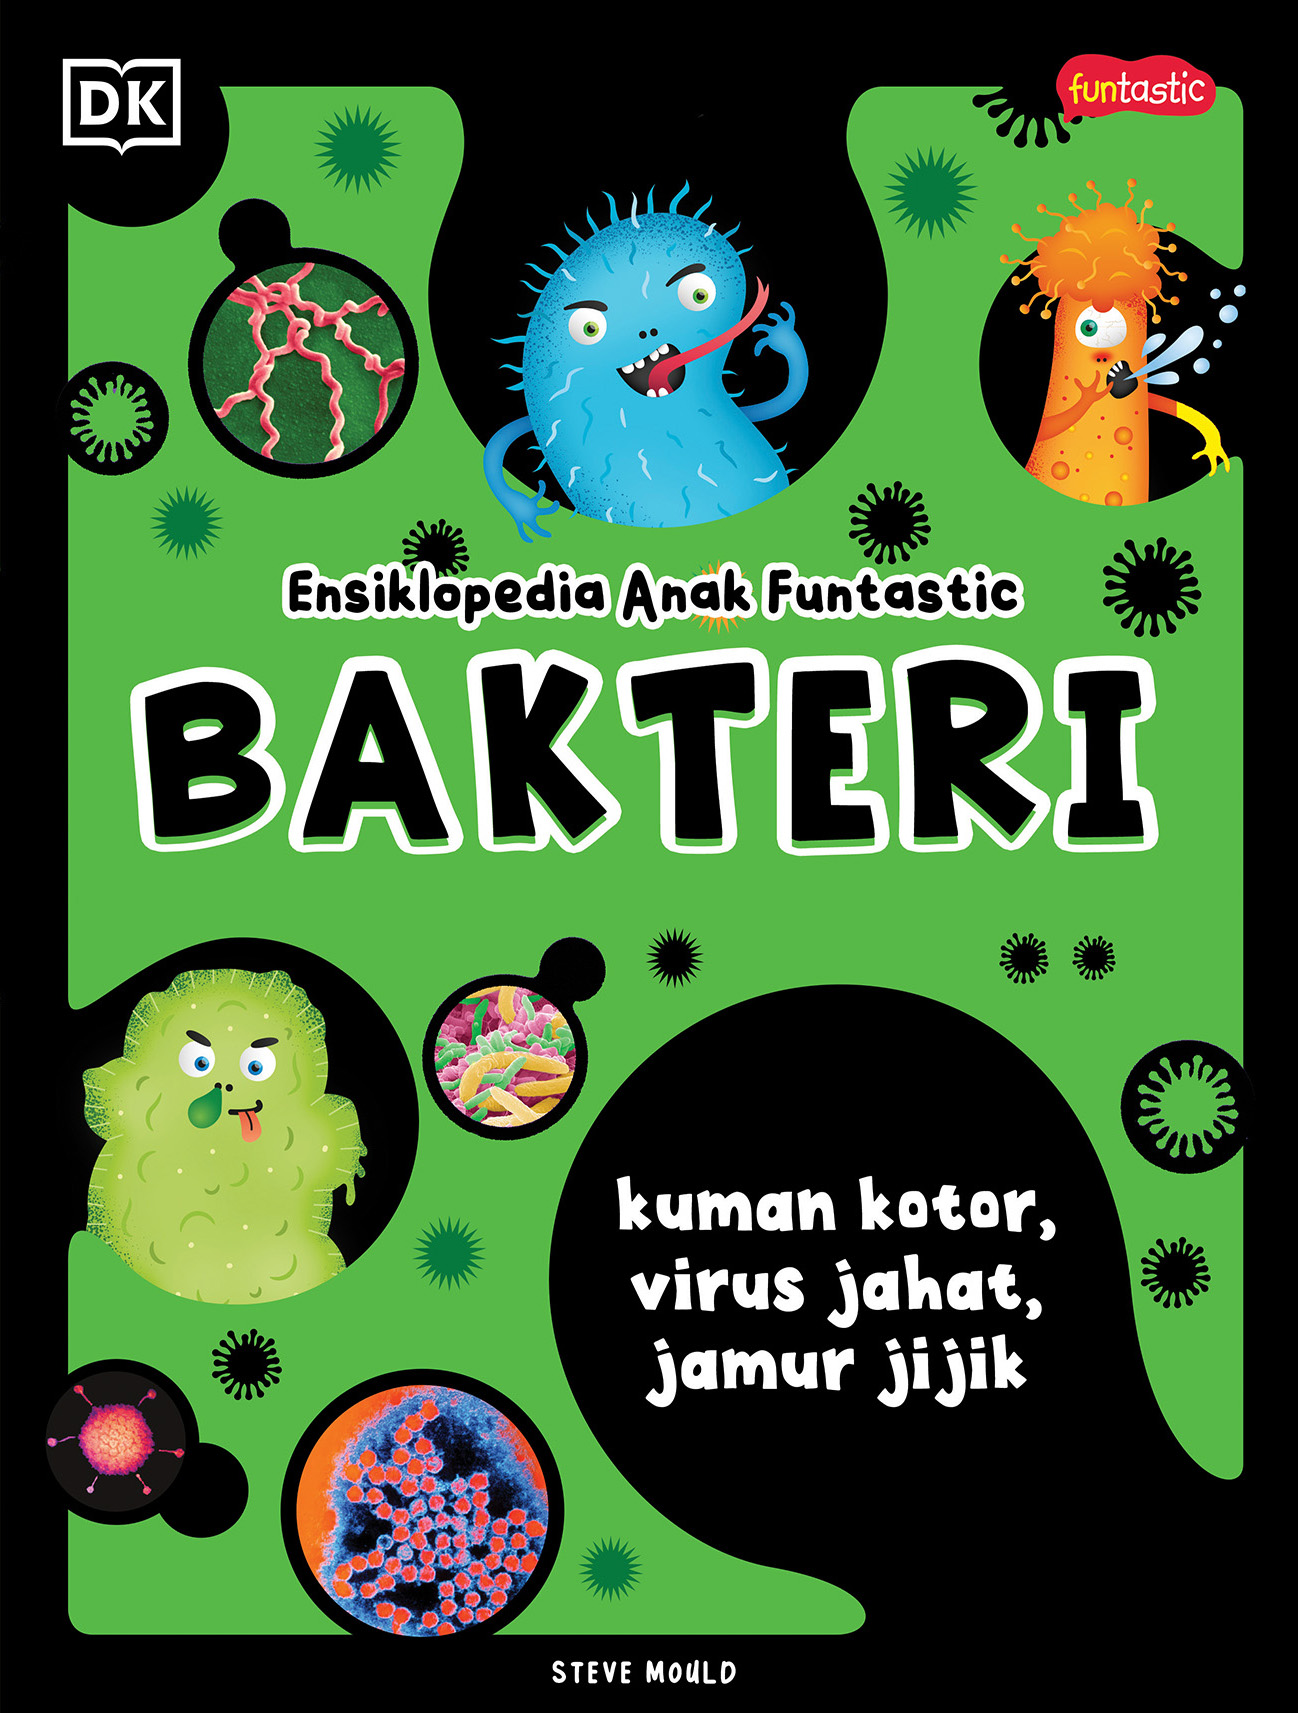 DK
funtastic
Ensiklopedia Anak Funtastic
BAKTERI
kuman kotor,
virus jahat,
jamur jijik
STEVE MOULD